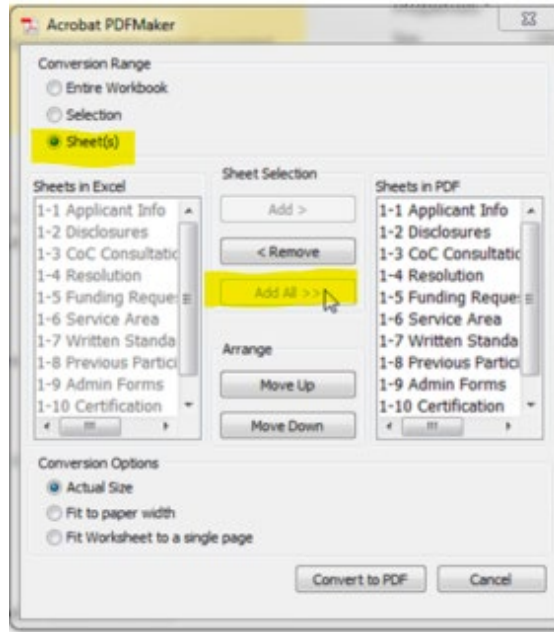 Acrobat PDFMaker
Conversion Range
Entire Workbook
Selection
Sheet(s)
Sheets in Excel
1-1 Applicant Info
1-2 Disclosures
1-3 CoC Consultatic
1-4 Resolution
1-5 Funding Reque
1-6 Service Area
1-7 Written Standa
1-8 Previous Partici
1-9 Admin Forms
1-10 Certification
Sheet Selection
Add >
< Remove
Add All >>
Arrange
Move Up
Move Down
Sheets in PDF
1-1 Applicant Info
1-2 Disclosures
1-3 CoC Consultatic
1-4 Resolution
1-5 Funding Reque
1-6 Service Area
1-7 Written Standa
1-8 Previous Partici
1-9 Admin Forms
1-10 Certification
Conversion Options
Actual Size
Fit to paper width
Fit Worksheet to a single page
Convert to PDF
Cancel